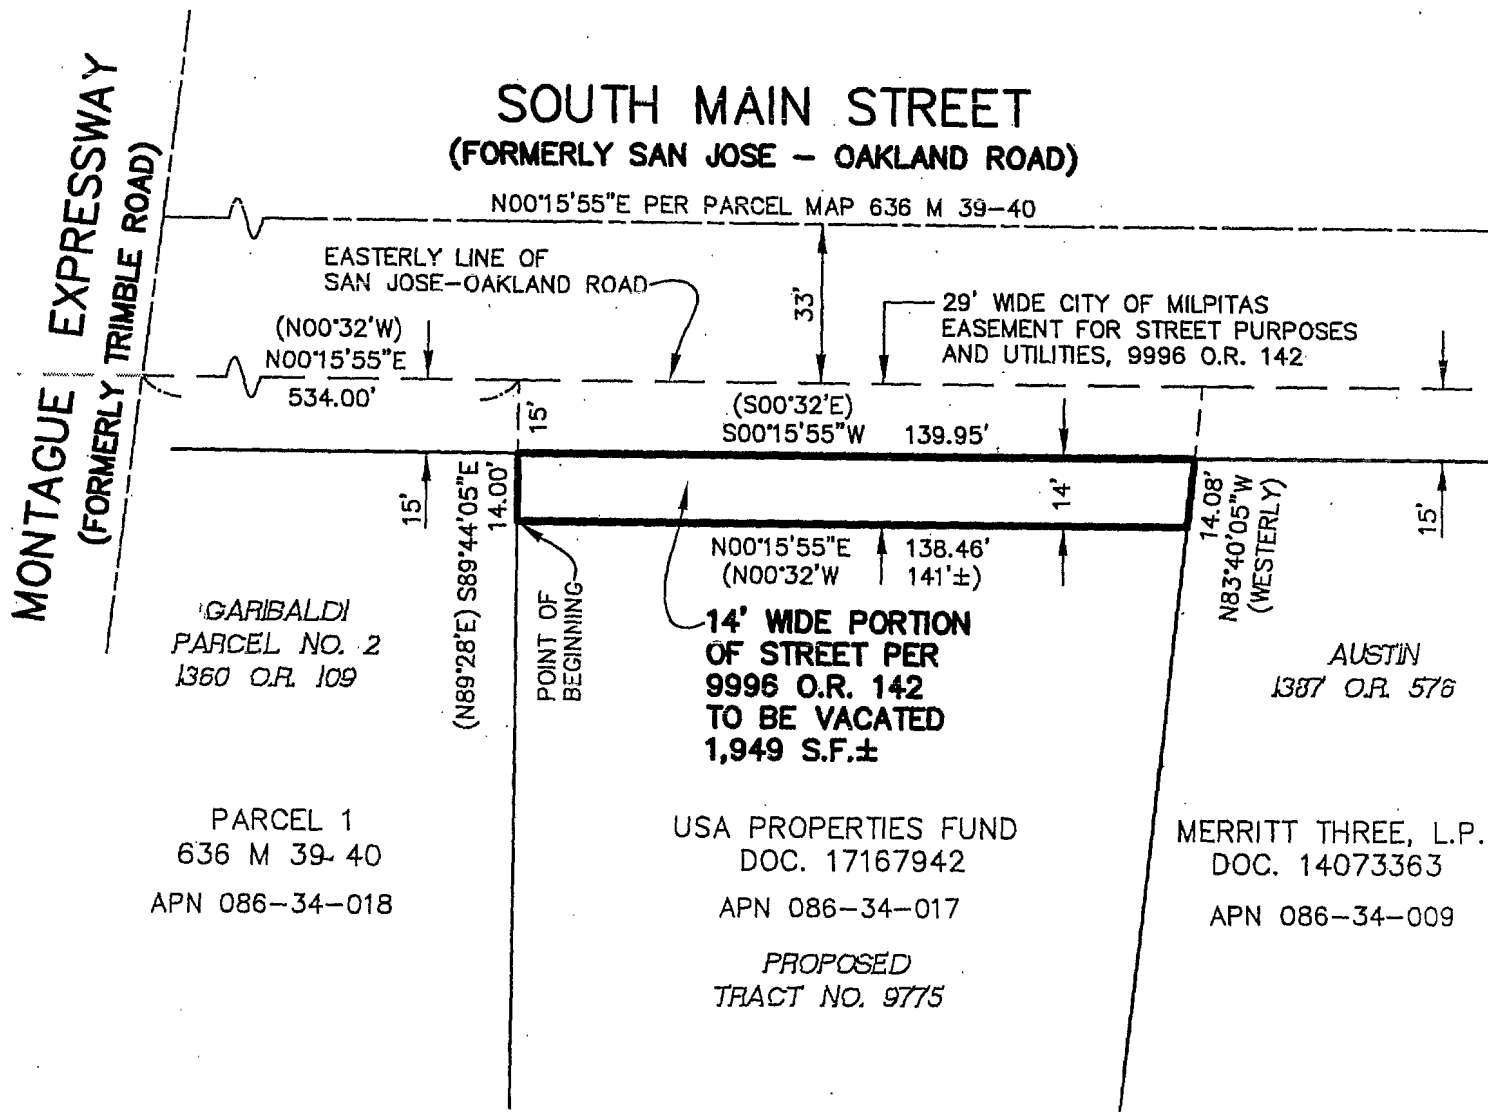 SOUTH MAIN STREET
(FORMERLY SAN JOSE – OAKLAND ROAD)
N00°15'55"E PER PARCEL MAP 636 M 39–40
MONTAGUE EXPRESSWAY
(FORMERLY TRIMBLE ROAD)
EASTERLY LINE OF
SAN JOSE–OAKLAND ROAD
33'
29' WIDE CITY OF MILPITAS
EASEMENT FOR STREET PURPOSES
AND UTILITIES, 9996 O.R. 142
(N00°32'W)
N00°15'55"E
534.00'
15'
(S00°32'E)
S00°15'55"W 139.95'
15'
(N89°28'E) S89°44'05"E
14.00'
14'
14.08'
N83°40'05"W
(WESTERLY)
15'
N00°15'55"E 138.46'
(N00°32'W 141'±)
POINT OF
BEGINNING
14' WIDE PORTION
OF STREET PER
9996 O.R. 142
TO BE VACATED
1,949 S.F.±
GARIBALDI
PARCEL NO. 2
1360 O.R. 109
AUSTIN
1387 O.R. 576
PARCEL 1
636 M 39-40
APN 086–34–018
USA PROPERTIES FUND
DOC. 17167942
APN 086–34–017
PROPOSED
TRACT NO. 9775
MERRITT THREE, L.P.
DOC. 14073363
APN 086–34–009